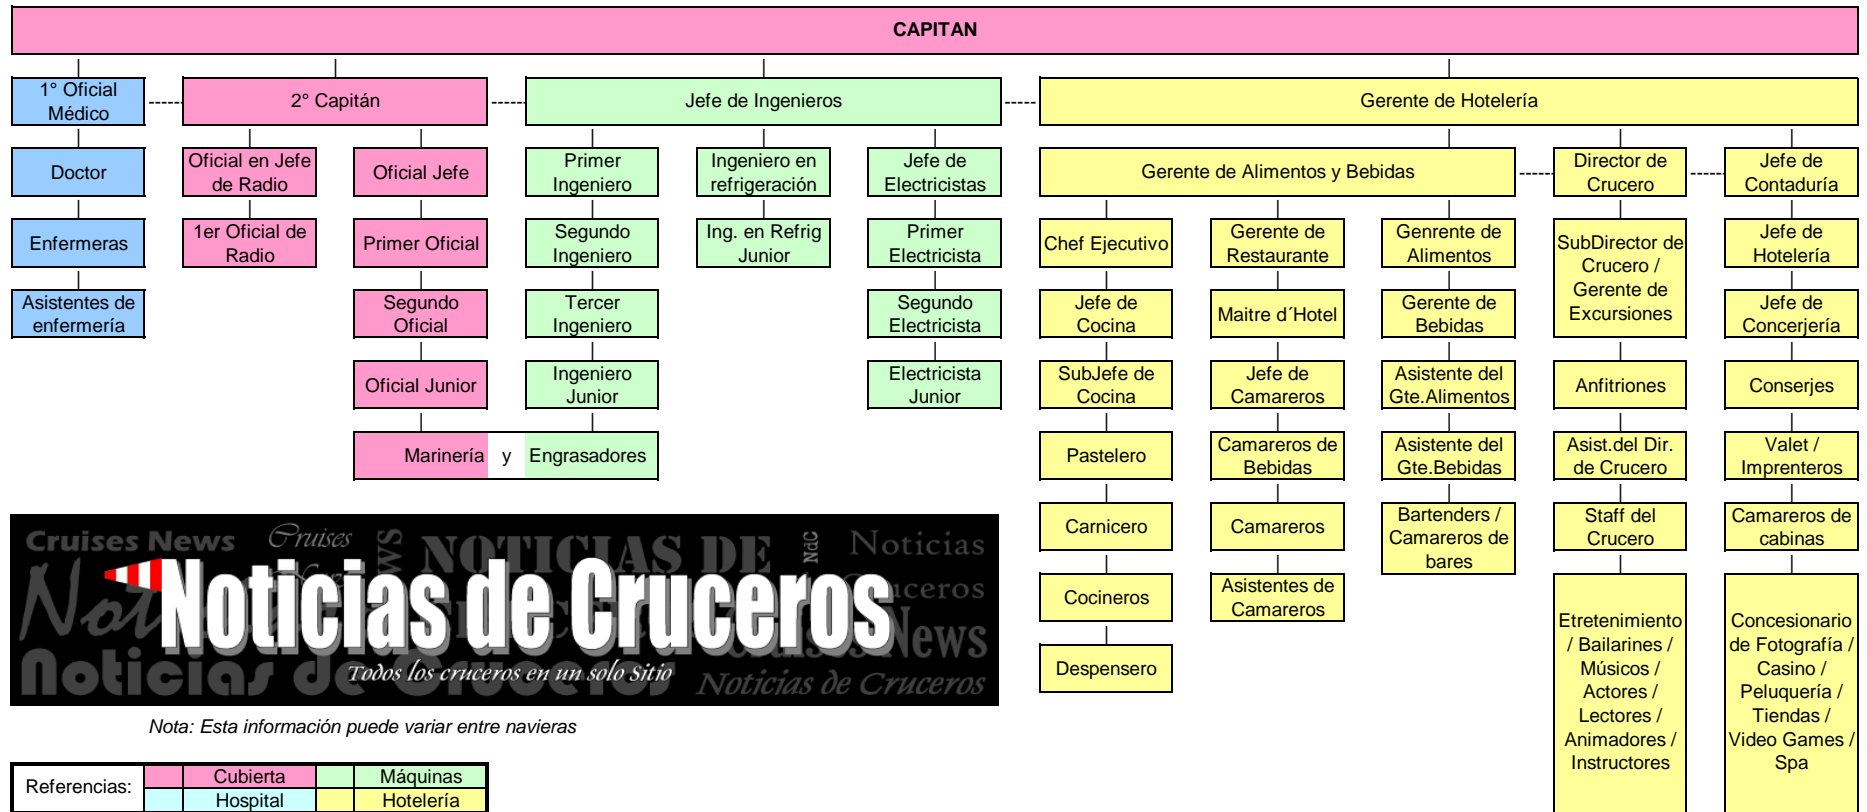 CAPITAN
1° Oficial
Médico
2° Capitán
Jefe de Ingenieros
Gerente de Hotelería
Doctor
Oficial en Jefe
de Radio
Oficial Jefe
Primer
Ingeniero
Ingeniero en
refrigeración
Jefe de
Electricistas
Gerente de Alimentos y Bebidas
Director de
Crucero
Jefe de
Contaduría
Enfermeras
1er Oficial de
Radio
Primer Oficial
Segundo
Ingeniero
Ing. en Refrig
Junior
Primer
Electricista
Chef Ejecutivo
Gerente de
Restaurante
Genrente de
Alimentos
SubDirector de
Crucero /
Gerente de
Excursiones
Jefe de
Hotelería
Asistentes de
enfermería
Segundo
Oficial
Tercer
Ingeniero
Segundo
Electricista
Jefe de
Cocina
Maitre d´Hotel
Gerente de
Bebidas
Jefe de
Concerjería
Oficial Junior
Ingeniero
Junior
Electricista
Junior
SubJefe de
Cocina
Jefe de
Camareros
Asistente del
Gte.Alimentos
Anfitriones
Conserjes
Marinería y Engrasadores
Pastelero
Camareros de
Bebidas
Asistente del
Gte.Bebidas
Asist.del Dir.
de Crucero
Valet /
Imprenteros
Carnicero
Camareros
Bartenders /
Camareros de
bares
Staff del
Crucero
Camareros de
cabinas
Cocineros
Asistentes de
Camareros
Despensero
Etretenimiento
/ Bailarines /
Músicos /
Actores /
Lectores /
Animadores /
Instructores
Concesionario
de Fotografía /
Casino /
Peluquería /
Tiendas /
Video Games /
Spa
Cruises News
Cruises
NOTICIAS DE
NdC
Noticias
Noticias de Cruceros
News
Todos los cruceros en un solo Sitio
Noticias de Cruceros
Noticias de Cruceros
Nota: Esta información puede variar entre navieras
Referencias:
Cubierta
Máquinas
Hospital
Hotelería